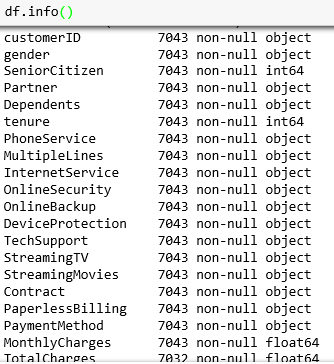 df.info()
customerID 7043 non-null object
gender 7043 non-null object
SeniorCitizen 7043 non-null int64
Partner 7043 non-null object
Dependents 7043 non-null object
tenure 7043 non-null int64
PhoneService 7043 non-null object
MultipleLines 7043 non-null object
InternetService 7043 non-null object
OnlineSecurity 7043 non-null object
OnlineBackup 7043 non-null object
DeviceProtection 7043 non-null object
TechSupport 7043 non-null object
StreamingTV 7043 non-null object
StreamingMovies 7043 non-null object
Contract 7043 non-null object
PaperlessBilling 7043 non-null object
PaymentMethod 7043 non-null object
MonthlyCharges 7043 non-null float64
TotalCharges 7032 non-null float64